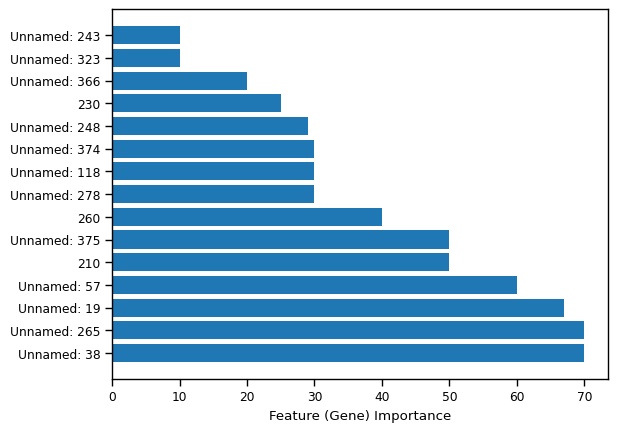 Unnamed: 243
Unnamed: 323
Unnamed: 366
230
Unnamed: 248
Unnamed: 374
Unnamed: 118
Unnamed: 278
260
Unnamed: 375
210
Unnamed: 57
Unnamed: 19
Unnamed: 265
Unnamed: 38
0 10 20 30 40 50 60 70
Feature (Gene) Importance